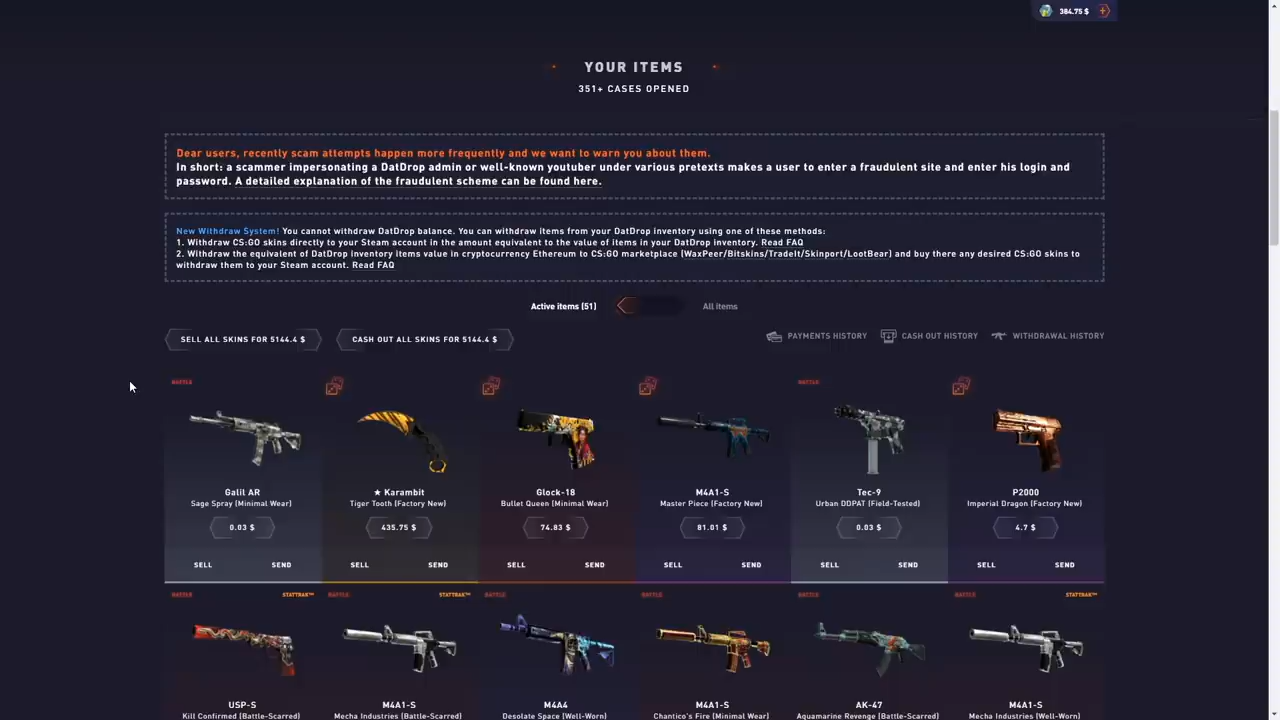 384.75 $
YOUR ITEMS
351+ CASES OPENED
Dear users, recently scam attempts happen more frequently and we want to warn you about them.
In short: a scammer impersonating a DatDrop admin or well-known youtuber under various pretexts makes a user to enter a fraudulent site and enter his login and
password. A detailed explanation of the fraudulent scheme can be found here.
New Withdraw System! You cannot withdraw DatDrop balance. You can withdraw items from your DatDrop inventory using one of these methods:
1. Withdraw CS:GO skins directly to your Steam account in the amount equivalent to the value of items in your DatDrop inventory. Read FAQ
2. Withdraw the equivalent of DatDrop inventory items value in cryptocurrency Ethereum to CS:GO marketplace (WaxPeer/Bitskins/TradeIt/Skinport/LootBear) and buy there any desired CS:GO skins to
withdraw them to your Steam account. Read FAQ
Active items (51) All items
SELL ALL SKINS FOR 5144.4 $ CASH OUT ALL SKINS FOR 5144.4 $ PAYMENTS HISTORY CASH OUT HISTORY WITHDRAWAL HISTORY
BATTLE BATTLE
Galil AR ★ Karambit Glock-18 M4A1-S Tec-9 P2000
Sage Spray (Minimal Wear) Tiger Tooth (Factory New) Bullet Queen (Minimal Wear) Master Piece (Factory New) Urban DDPAT (Field-Tested) Imperial Dragon (Factory New)
0.03 $ 435.75 $ 74.83 $ 81.01 $ 0.03 $ 4.7 $
SELL SEND SELL SEND SELL SEND SELL SEND SELL SEND SELL SEND
BATTLE STATTRAK™ BATTLE STATTRAK™ BATTLE BATTLE BATTLE BATTLE STATTRAK™
USP-S M4A1-S M4A4 M4A1-S AK-47 M4A1-S
Kill Confirmed (Battle-Scarred) Mecha Industries (Battle-Scarred) Desolate Space (Well-Worn) Chantico's Fire (Minimal Wear) Aquamarine Revenge (Battle-Scarred) Mecha Industries (Well-Worn)